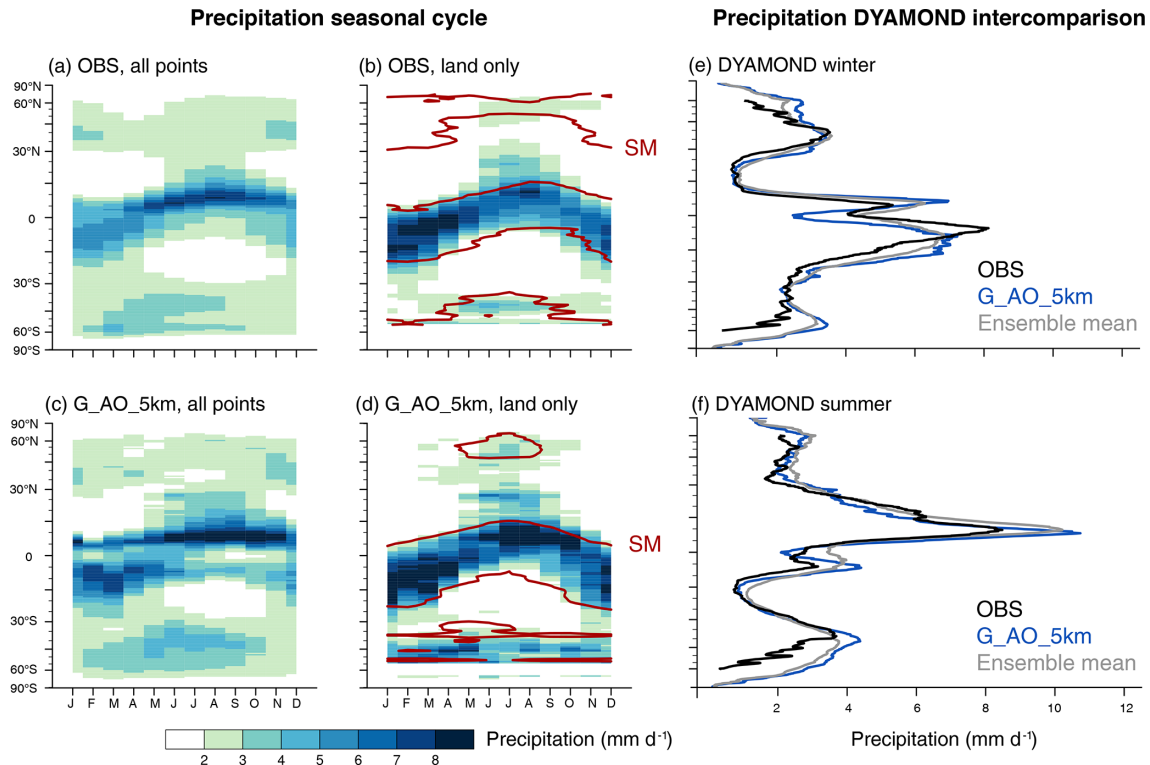 Precipitation seasonal cycle
Precipitation DYAMOND intercomparison
(a) OBS, all points
(b) OBS, land only
(e) DYAMOND winter
90°N
60°N
30°N
0
30°S
60°S
90°S
SM
OBS
G_AO_5km
Ensemble mean
(c) G_AO_5km, all points
(d) G_AO_5km, land only
(f) DYAMOND summer
90°N
60°N
30°N
0
30°S
60°S
90°S
SM
OBS
G_AO_5km
Ensemble mean
J F M A M J J A S O N D
J F M A M J J A S O N D
2 4 6 8 10 12
2 3 4 5 6 7 8
Precipitation (mm d⁻¹)
Precipitation (mm d⁻¹)